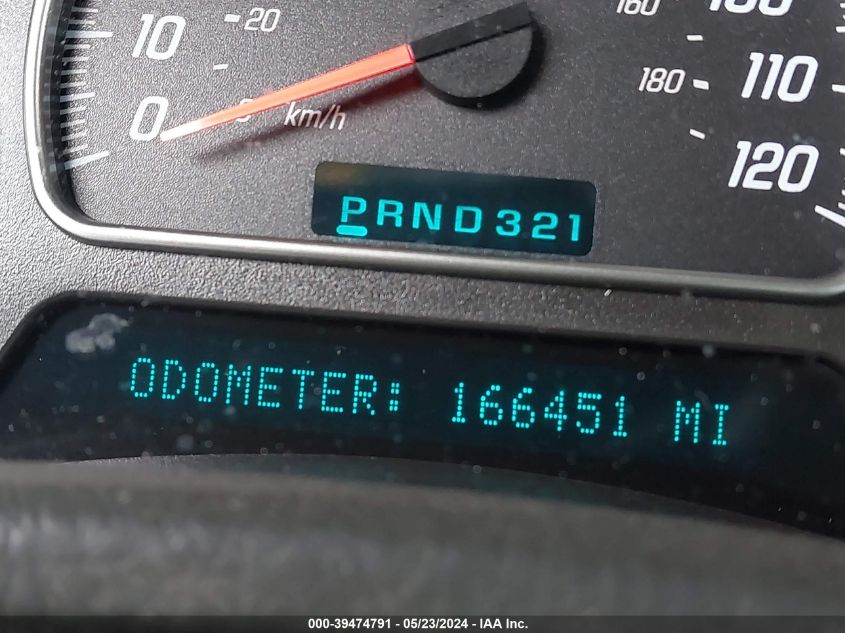 10 20 160 100
0 0 km/h 180 110
120
PRND321
ODOMETER: 166451 MI
000-39474791 - 05/23/2024 - IAA Inc.